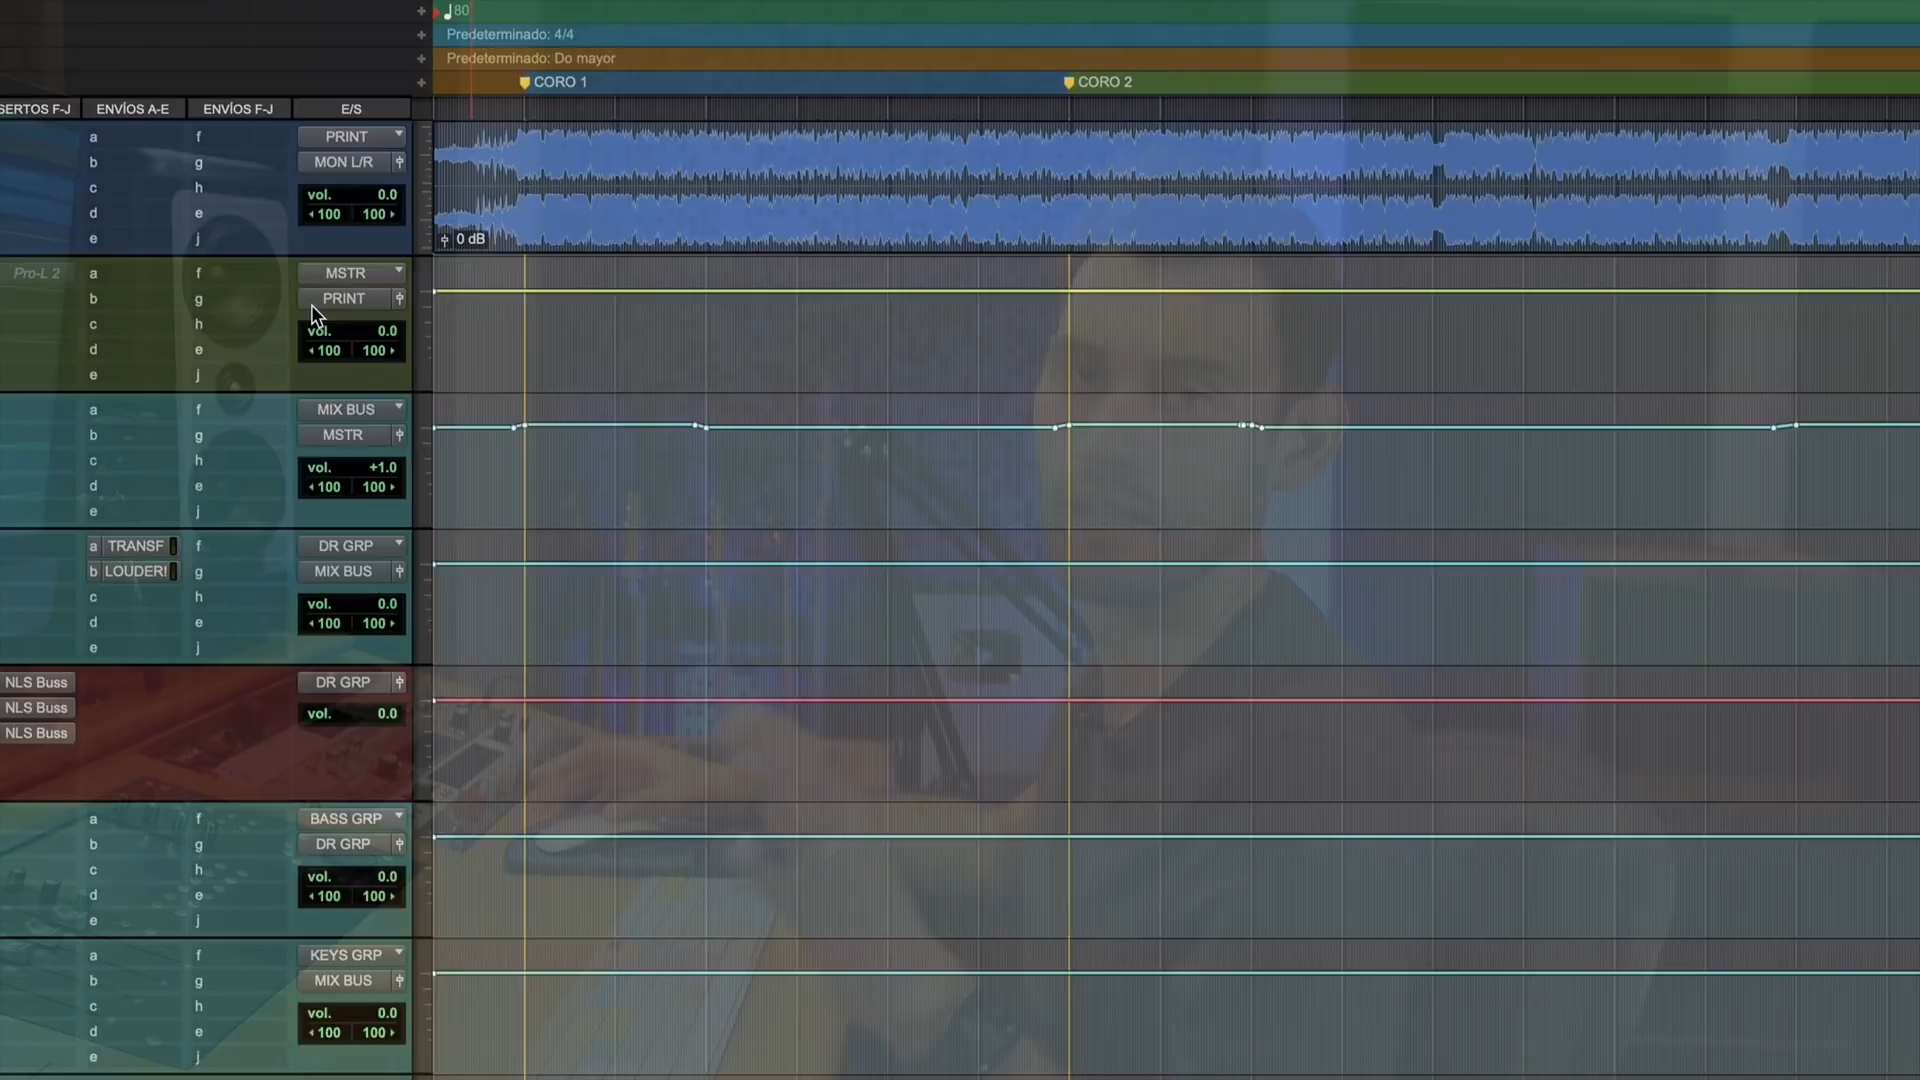 80
Predeterminado: 4/4
Predeterminado: Do mayor
CORO 1 CORO 2
SERTOS F-J ENVÍOS A-E ENVÍOS F-J E/S
a f PRINT
b g MON L/R
c h vol. 0.0
d e 100 100
e j 0 dB
Pro-L 2 a f MSTR
b g PRINT
c h vol. 0.0
d e 100 100
e j
a f MIX BUS
b g MSTR
c h vol. +1.0
d e 100 100
e j
a TRANSF f DR GRP
b LOUDER! g MIX BUS
c h vol. 0.0
d e 100 100
e j
NLS Buss DR GRP
NLS Buss vol. 0.0
NLS Buss
a f BASS GRP
b g DR GRP
c h vol. 0.0
d e 100 100
e j
a f KEYS GRP
b g MIX BUS
c h vol. 0.0
d e 100 100
e j